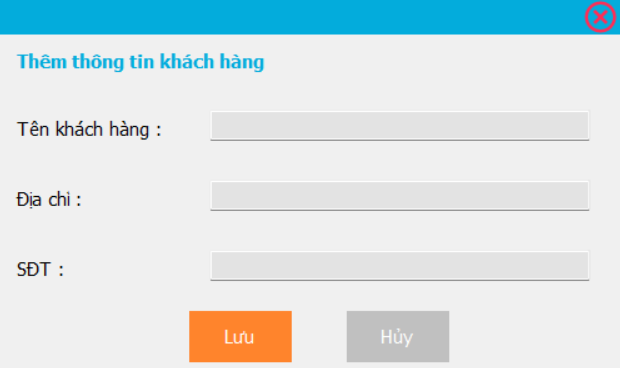 Thêm thông tin khách hàng
Tên khách hàng :
Địa chỉ :
SĐT :
Lưu Hủy